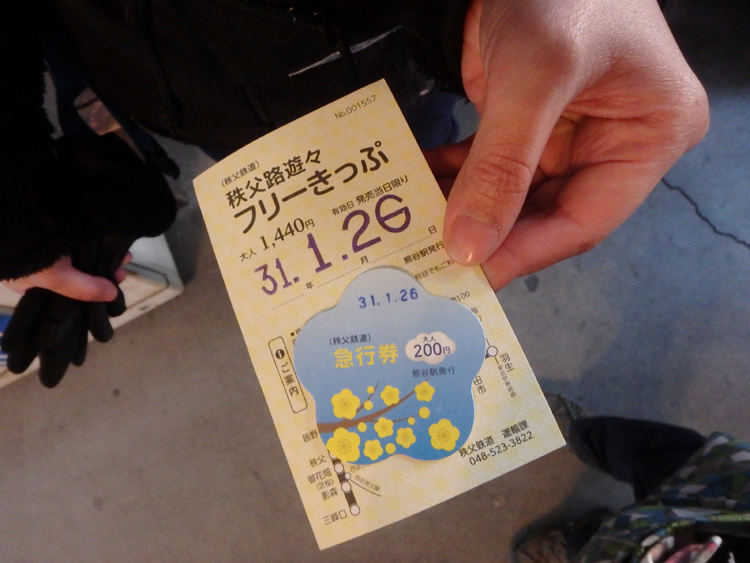 No.001557
(秩父鉄道)
秩父路遊々
フリーきっぷ
大人 1,440円 有効日 発売当日限り
31.1.26
年 月 日
熊谷駅発行
31.1.26
(秩父鉄道)
急行券
大人
200円
熊谷駅発行
ご案内
羽生
皆野
秩父
御花畑
(芝桜)
影森
三峰口
秩父鉄道 運輸課
048-523-3822